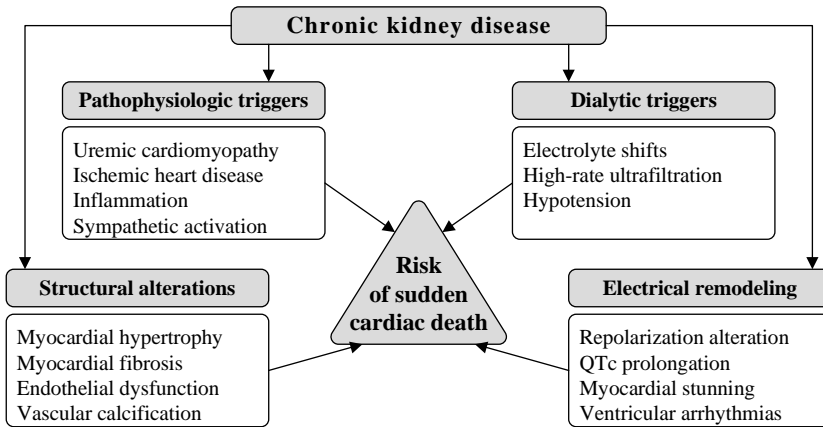 Chronic kidney disease
Pathophysiologic triggers
Uremic cardiomyopathy
Ischemic heart disease
Inflammation
Sympathetic activation
Dialytic triggers
Electrolyte shifts
High-rate ultrafiltration
Hypotension
Risk
of sudden
cardiac death
Structural alterations
Myocardial hypertrophy
Myocardial fibrosis
Endothelial dysfunction
Vascular calcification
Electrical remodeling
Repolarization alteration
QTc prolongation
Myocardial stunning
Ventricular arrhythmias